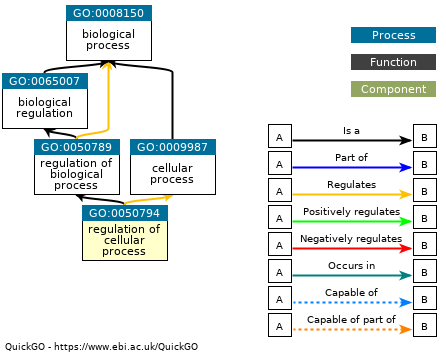 GO:0008150
biological
process
GO:0065007
biological
regulation
GO:0050789
regulation of
biological
process
GO:0009987
cellular
process
GO:0050794
regulation of
cellular
process
Process
Function
Component
A Is a B
A Part of B
A Regulates B
A Positively regulates B
A Negatively regulates B
A Occurs in B
A Capable of B
A Capable of part of B
QuickGO - https://www.ebi.ac.uk/QuickGO